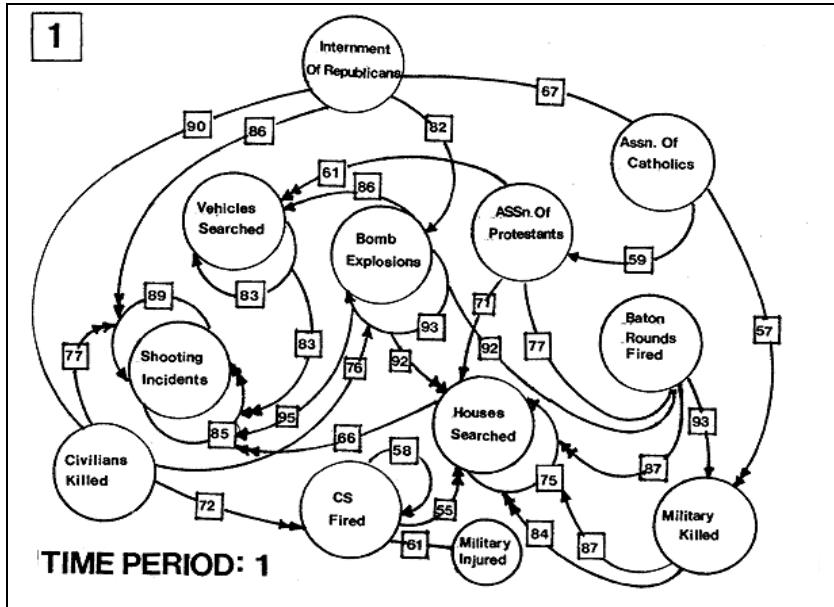 1
Internment
Of Republicans
67
90
86
82
Assn. Of
Catholics
61
86
Vehicles
Searched
ASSn. Of
Protestants
Bomb
Explosions
59
83
89
71
Baton
Rounds
Fired
93
77
83
92
77
92
57
Shooting
Incidents
76
95
93
Houses
Searched
85
66
58
87
Civilians
Killed
75
72
CS
Fired
55
Military
Killed
84
87
61
Military
Injured
TIME PERIOD: 1